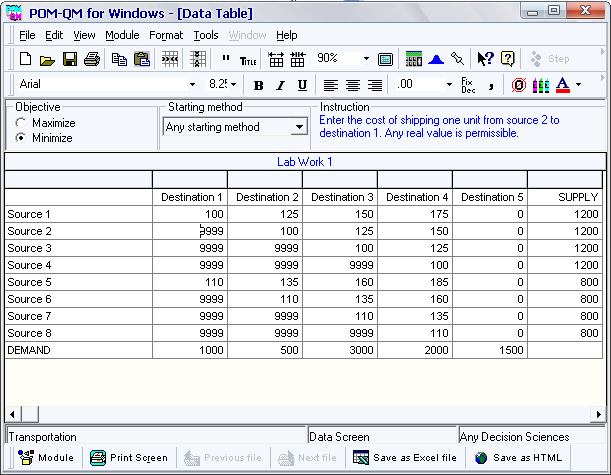 POM-QM for Windows - [Data Table]
File Edit View Module Format Tools Window Help
" TITLE 90% Step
Arial 8.2 B I U .00 Fix Dec , 0 A
Objective
Maximize
Minimize
Starting method
Any starting method
Instruction
Enter the cost of shipping one unit from source 2 to
destination 1. Any real value is permissible.
Lab Work 1
Destination 1 Destination 2 Destination 3 Destination 4 Destination 5 SUPPLY
Source 1 100 125 150 175 0 1200
Source 2 9999 100 125 150 0 1200
Source 3 9999 9999 100 125 0 1200
Source 4 9999 9999 9999 100 0 1200
Source 5 110 135 160 185 0 800
Source 6 9999 110 135 160 0 800
Source 7 9999 9999 110 135 0 800
Source 8 9999 9999 9999 110 0 800
DEMAND 1000 500 3000 2000 1500
Transportation Data Screen Any Decision Sciences
Module Print Screen Previous file Next file Save as Excel file Save as HTML